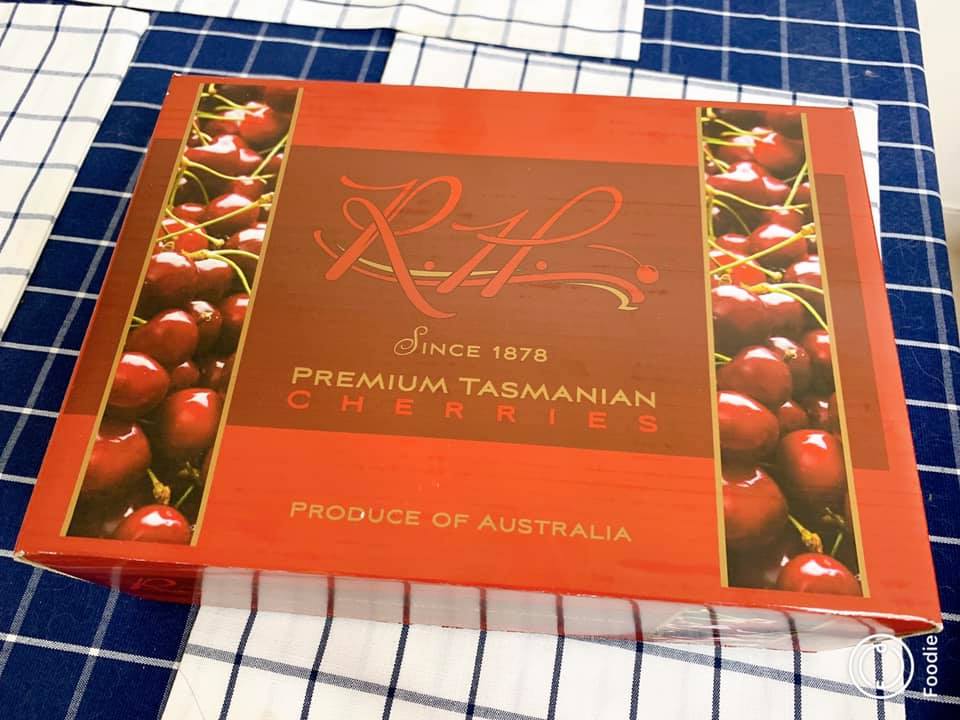 R.H.
SINCE 1878
PREMIUM TASMANIAN
CHERRIES
PRODUCE OF AUSTRALIA
Foodie